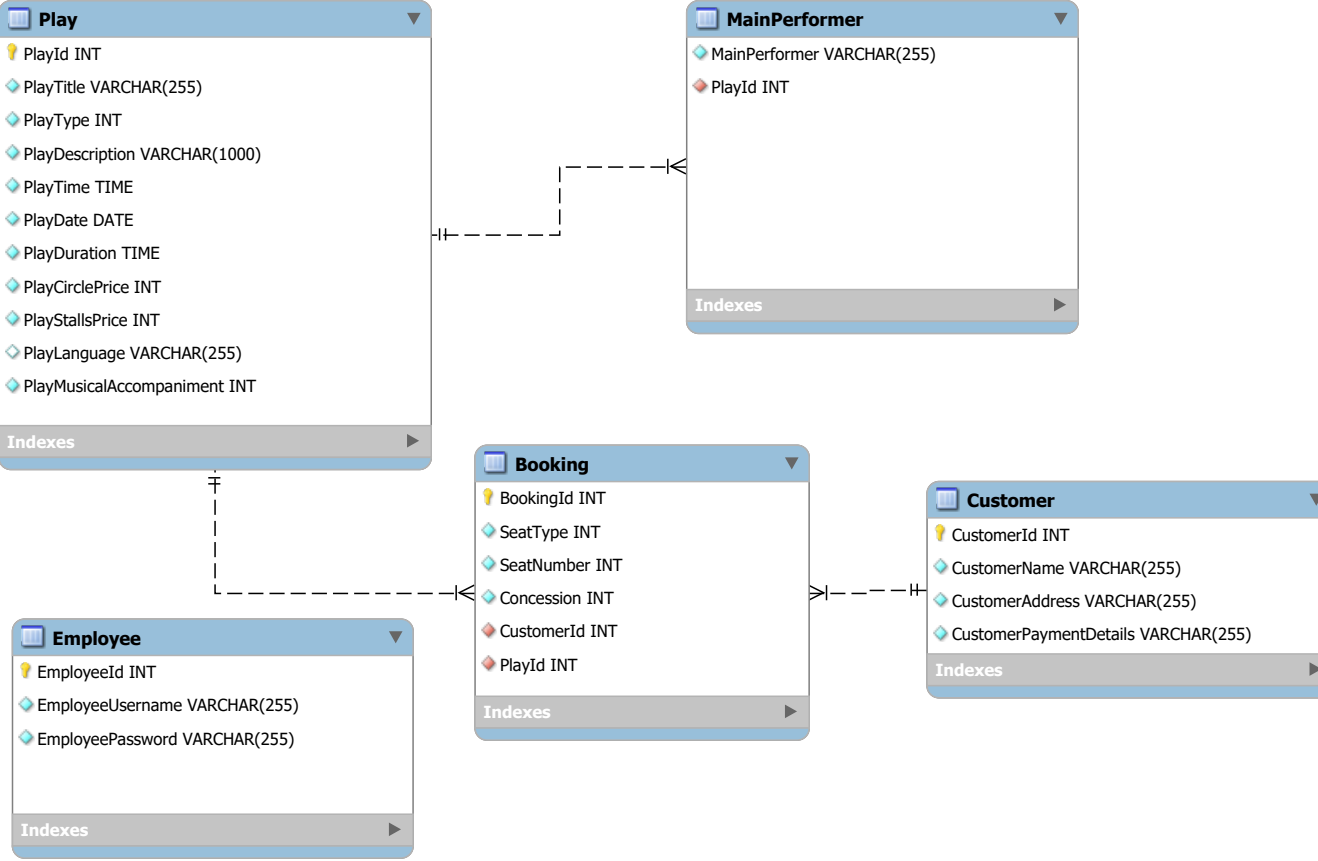 Play
PlayId INT
PlayTitle VARCHAR(255)
PlayType INT
PlayDescription VARCHAR(1000)
PlayTime TIME
PlayDate DATE
PlayDuration TIME
PlayCirclePrice INT
PlayStallsPrice INT
PlayLanguage VARCHAR(255)
PlayMusicalAccompaniment INT
Indexes
MainPerformer
MainPerformer VARCHAR(255)
PlayId INT
Indexes
Booking
BookingId INT
SeatType INT
SeatNumber INT
Concession INT
CustomerId INT
PlayId INT
Indexes
Customer
CustomerId INT
CustomerName VARCHAR(255)
CustomerAddress VARCHAR(255)
CustomerPaymentDetails VARCHAR(255)
Indexes
Employee
EmployeeId INT
EmployeeUsername VARCHAR(255)
EmployeePassword VARCHAR(255)
Indexes